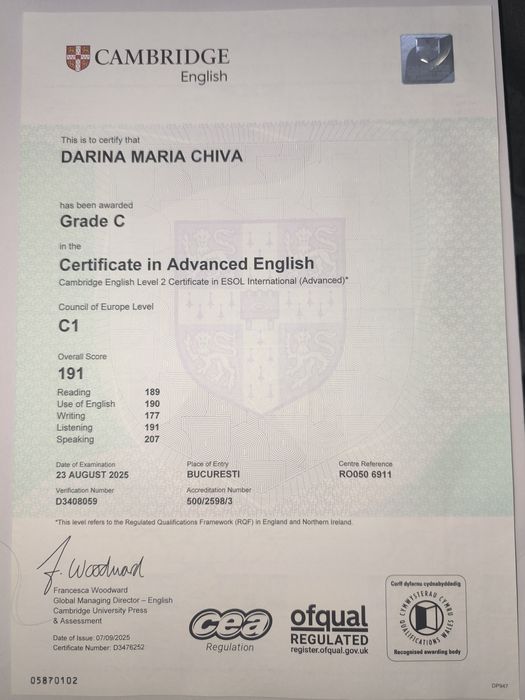 CAMBRIDGE
English
This is to certify that
DARINA MARIA CHIVA
has been awarded
Grade C
in the
Certificate in Advanced English
Cambridge English Level 2 Certificate in ESOL International (Advanced)*
Council of Europe Level
C1
Overall Score
191
Reading 189
Use of English 190
Writing 177
Listening 191
Speaking 207
Date of Examination Place of Entry Centre Reference
23 AUGUST 2025 BUCURESTI RO050 6911
Verification Number Accreditation Number
D3408059 500/2598/3
*This level refers to the Regulated Qualifications Framework (RQF) in England and Northern Ireland.
F. Woodward
Francesca Woodward
Global Managing Director – English
Cambridge University Press
& Assessment
Date of Issue: 07/09/2025
Certificate Number: D3476252
cea
Regulation
ofqual
REGULATED
register.ofqual.gov.uk
Corff dyfarnu cydnabyddedig
CYMWYSTERAU CYMRU
QUALIFICATIONS WALES
Recognised awarding body
05870102
DP947